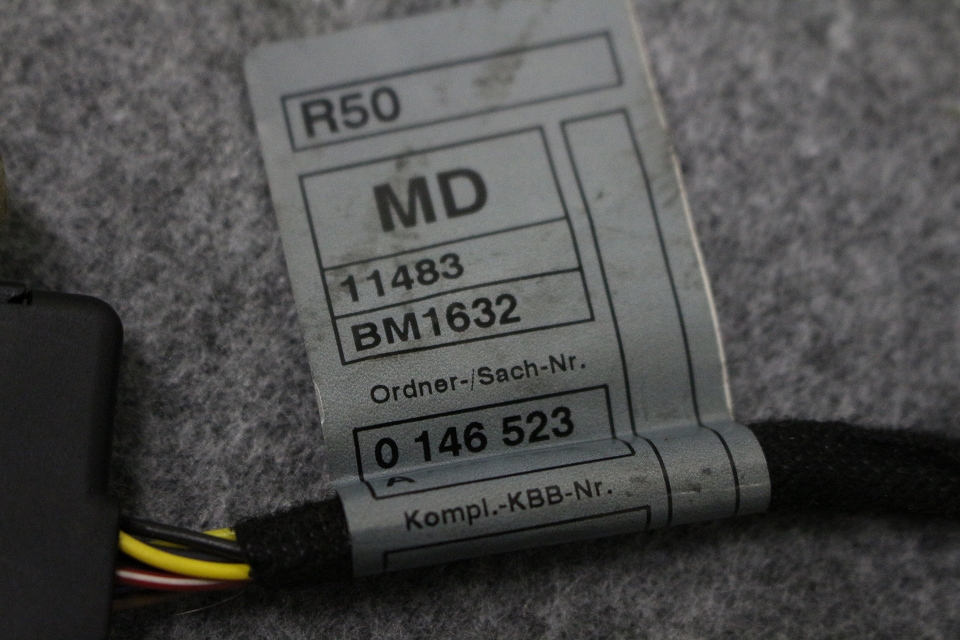 R50
MD
11483
BM1632
Ordner-/Sach-Nr.
0 146 523
Kompl.-KBB-Nr.